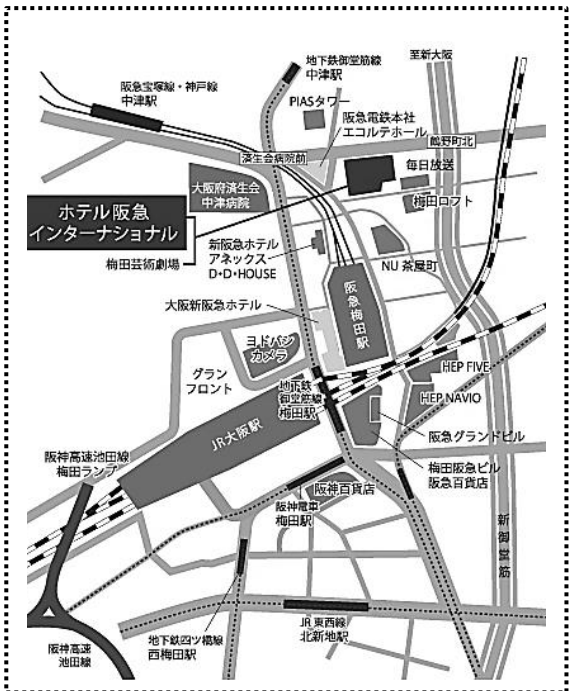 地下鉄御堂筋線
中津駅
至新大阪
阪急宝塚線・神戸線
中津駅
PIASタワー
阪急電鉄本社
エコルテホール
鶴野町北
済生会病院前
毎日放送
大阪府済生会
中津病院
梅田ロフト
ホテル阪急
インターナショナル
梅田芸術劇場
新阪急ホテル
アネックス
D・D・HOUSE
NU 茶屋町
阪急梅田駅
大阪新阪急ホテル
ヨドバシ
カメラ
グラン
フロント
HEP FIVE
地下鉄
御堂筋線
梅田駅
HEP NAVIO
JR大阪駅
阪急グランドビル
阪神高速池田線
梅田ランプ
梅田阪急ビル
阪急百貨店
阪神百貨店
阪神電車
梅田駅
新御堂筋
地下鉄四ツ橋線
西梅田駅
JR東西線
北新地駅
阪神高速
池田線